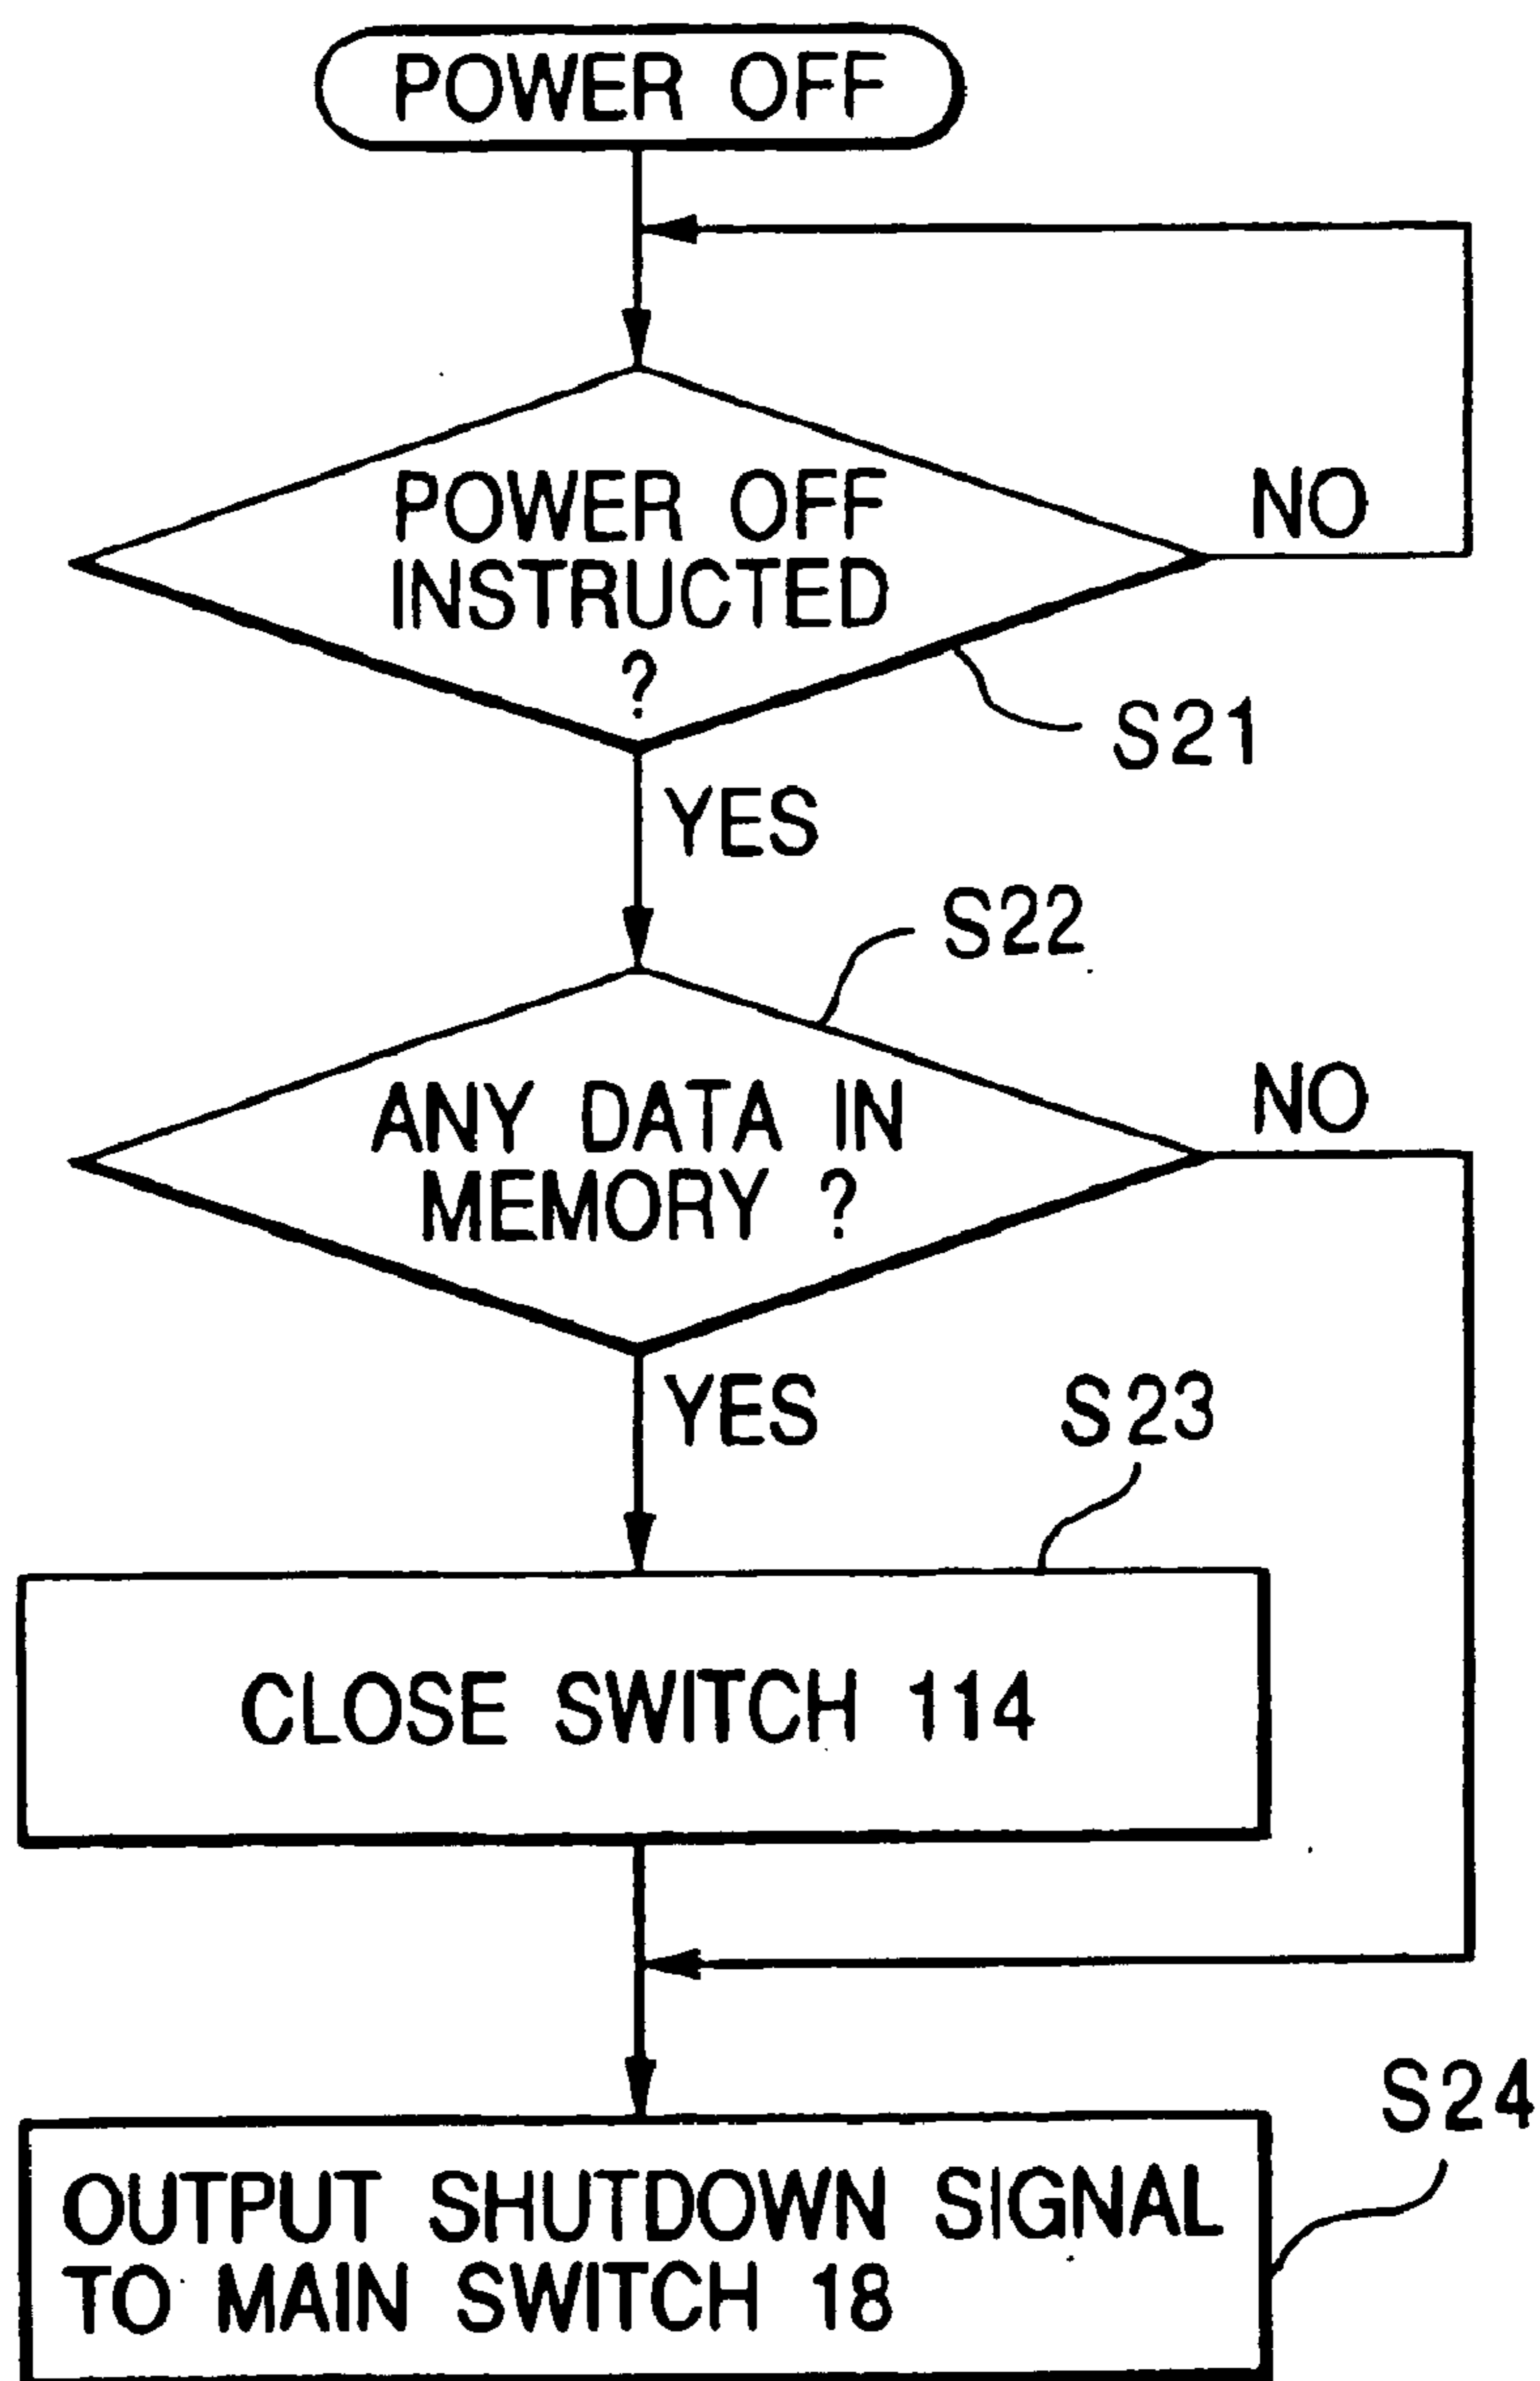 POWER OFF
POWER OFF
INSTRUCTED
?
NO
S21
YES
S22
ANY DATA IN
MEMORY ?
NO
YES
S23
CLOSE SWITCH 114
S24
OUTPUT SHUTDOWN SIGNAL
TO MAIN SWITCH 18